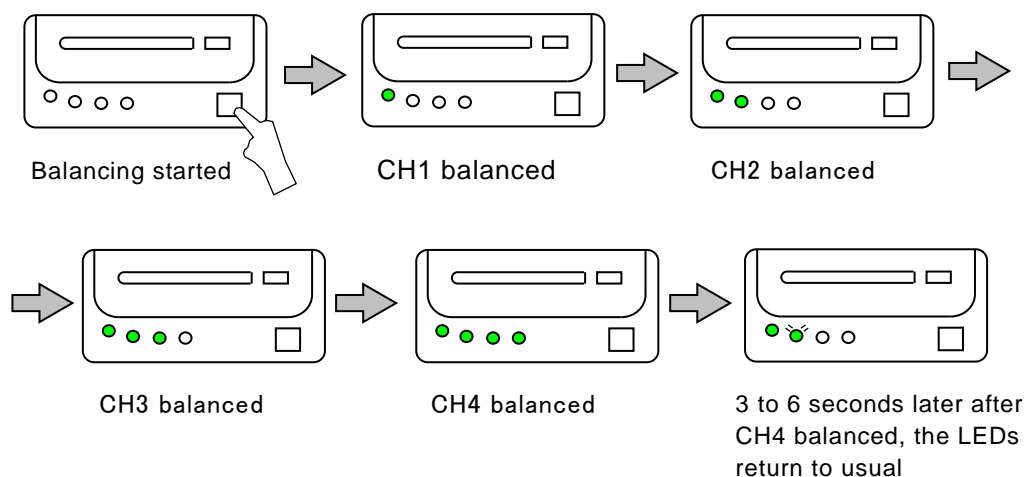 Balancing started
CH1 balanced
CH2 balanced
CH3 balanced
CH4 balanced
3 to 6 seconds later after
CH4 balanced, the LEDs
return to usual